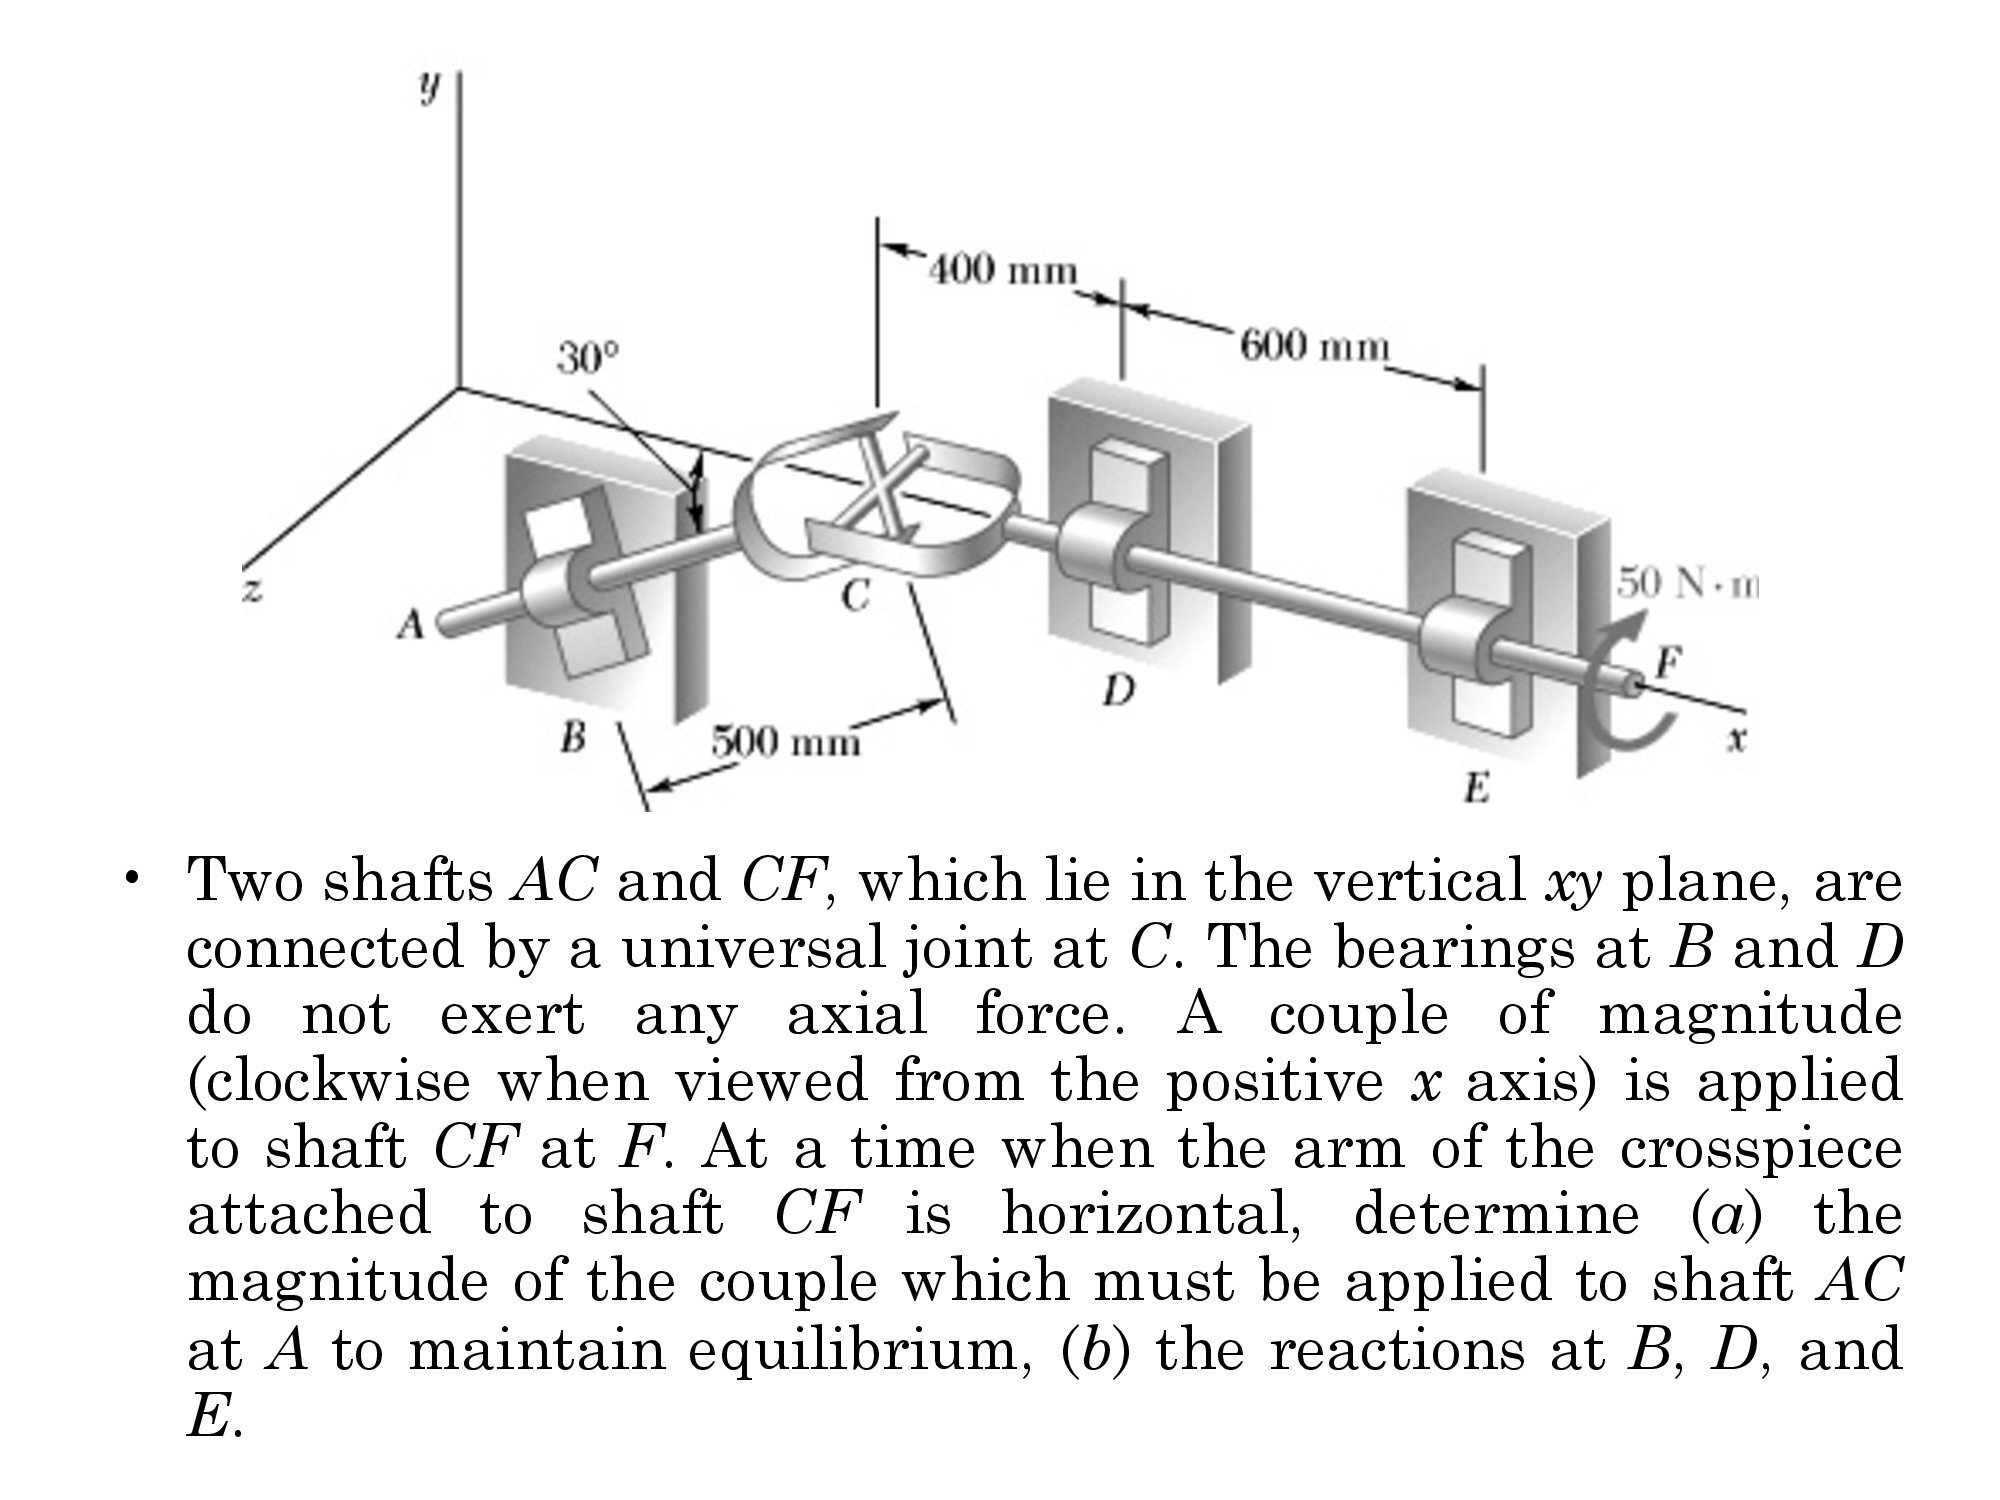 y
400 mm
600 mm
30°
z
50 N·m
A
C
F
D
B
500 mm
x
E
• Two shafts AC and CF, which lie in the vertical xy plane, are
connected by a universal joint at C. The bearings at B and D
do not exert any axial force. A couple of magnitude
(clockwise when viewed from the positive x axis) is applied
to shaft CF at F. At a time when the arm of the crosspiece
attached to shaft CF is horizontal, determine (a) the
magnitude of the couple which must be applied to shaft AC
at A to maintain equilibrium, (b) the reactions at B, D, and
E.